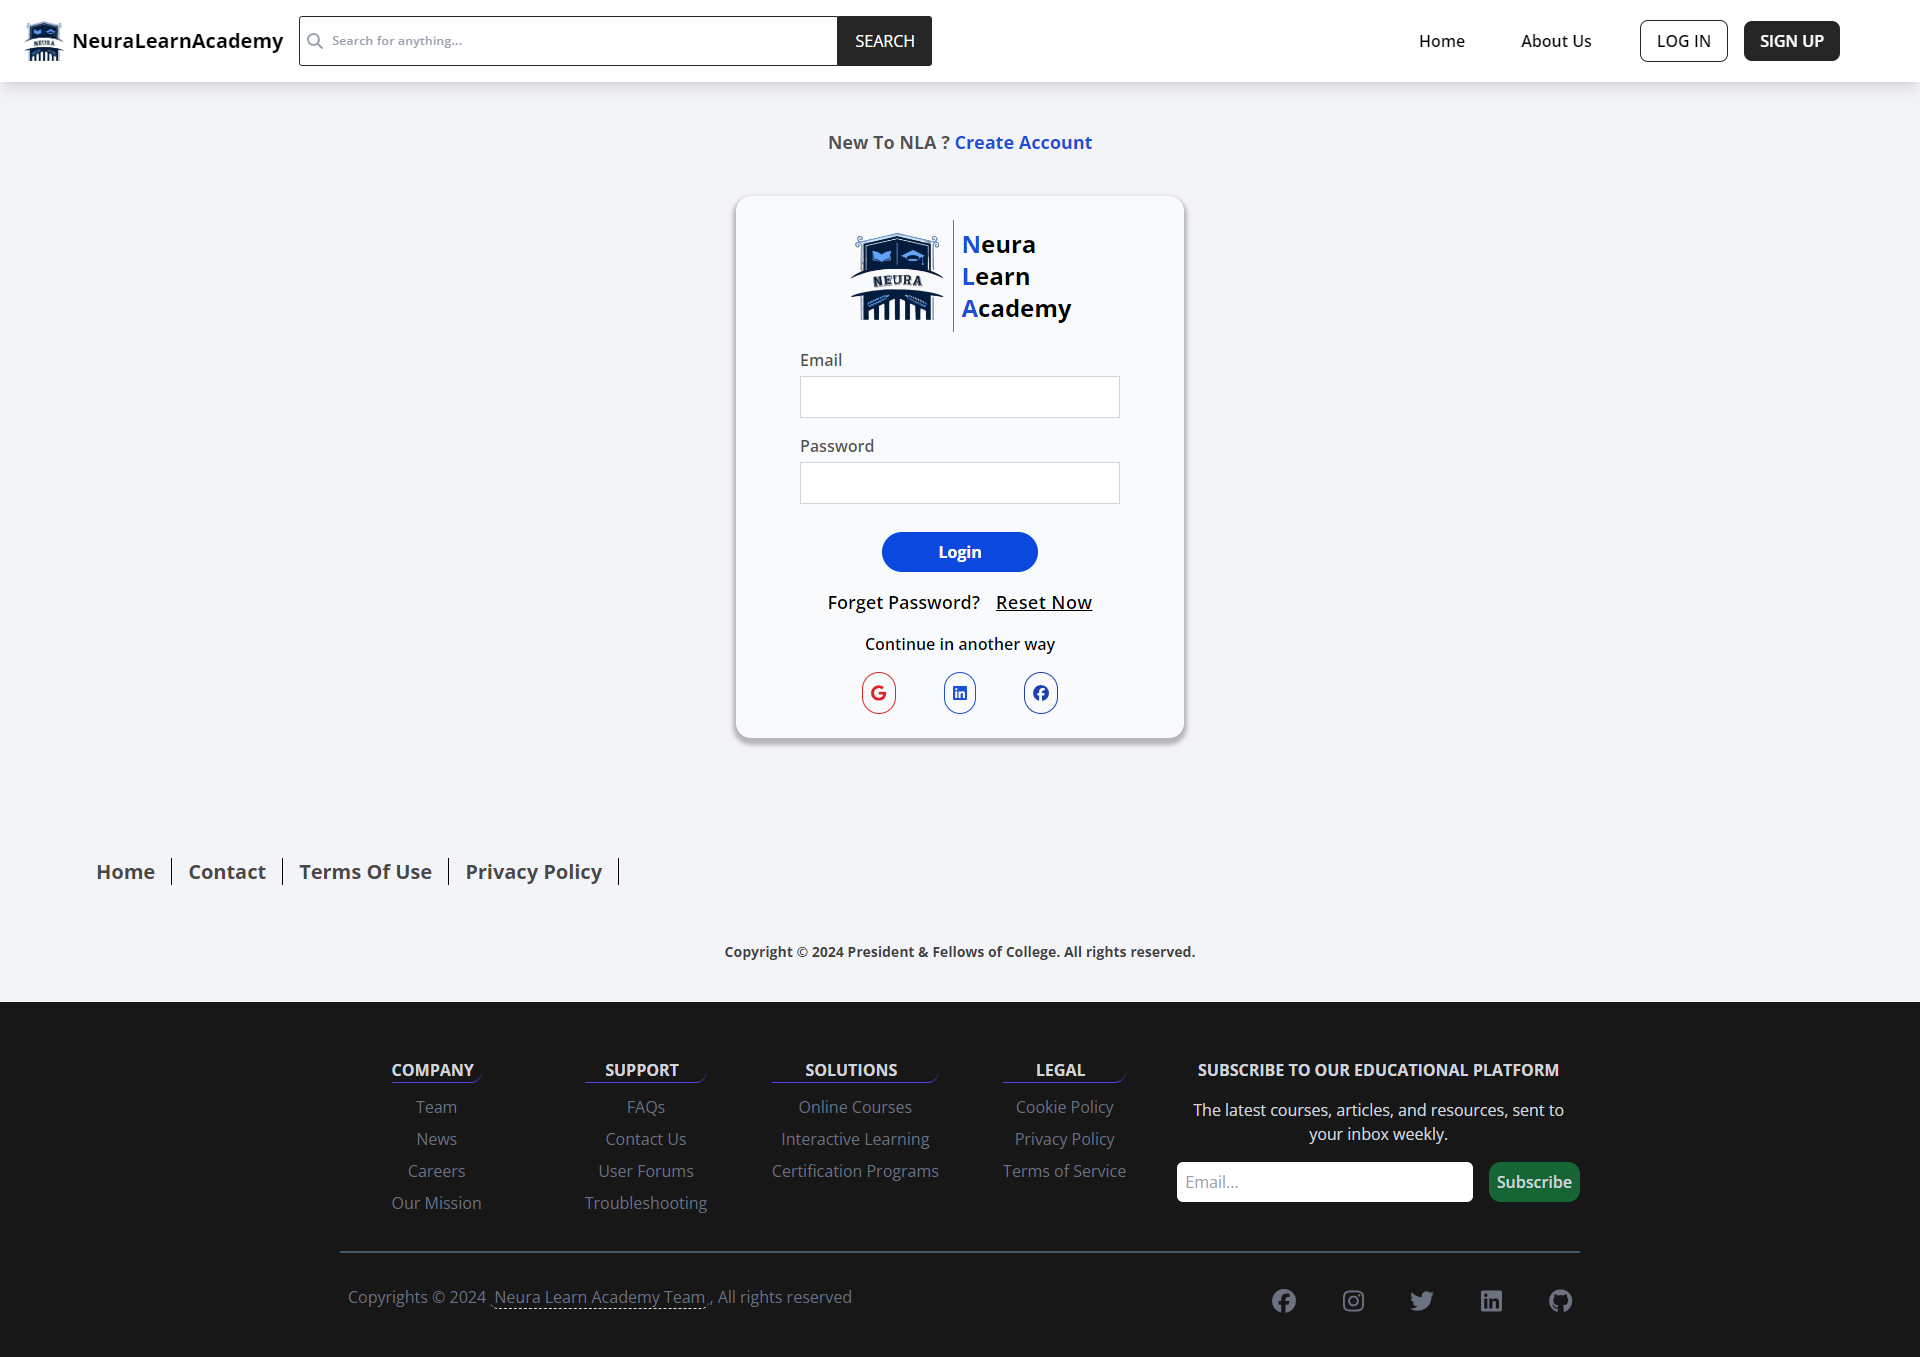 NEURA
NeuraLearnAcademy
Search for anything...
SEARCH
Home
About Us
LOG IN
SIGN UP
New To NLA ? Create Account
NEURA
Neura
Learn
Academy
Email
Password
Login
Forget Password? Reset Now
Continue in another way
Home
Contact
Terms Of Use
Privacy Policy
Copyright © 2024 President & Fellows of College. All rights reserved.
COMPANY
Team
News
Careers
Our Mission
SUPPORT
FAQs
Contact Us
User Forums
Troubleshooting
SOLUTIONS
Online Courses
Interactive Learning
Certification Programs
LEGAL
Cookie Policy
Privacy Policy
Terms of Service
SUBSCRIBE TO OUR EDUCATIONAL PLATFORM
The latest courses, articles, and resources, sent to
your inbox weekly.
Email...
Subscribe
Copyrights © 2024 Neura Learn Academy Team , All rights reserved